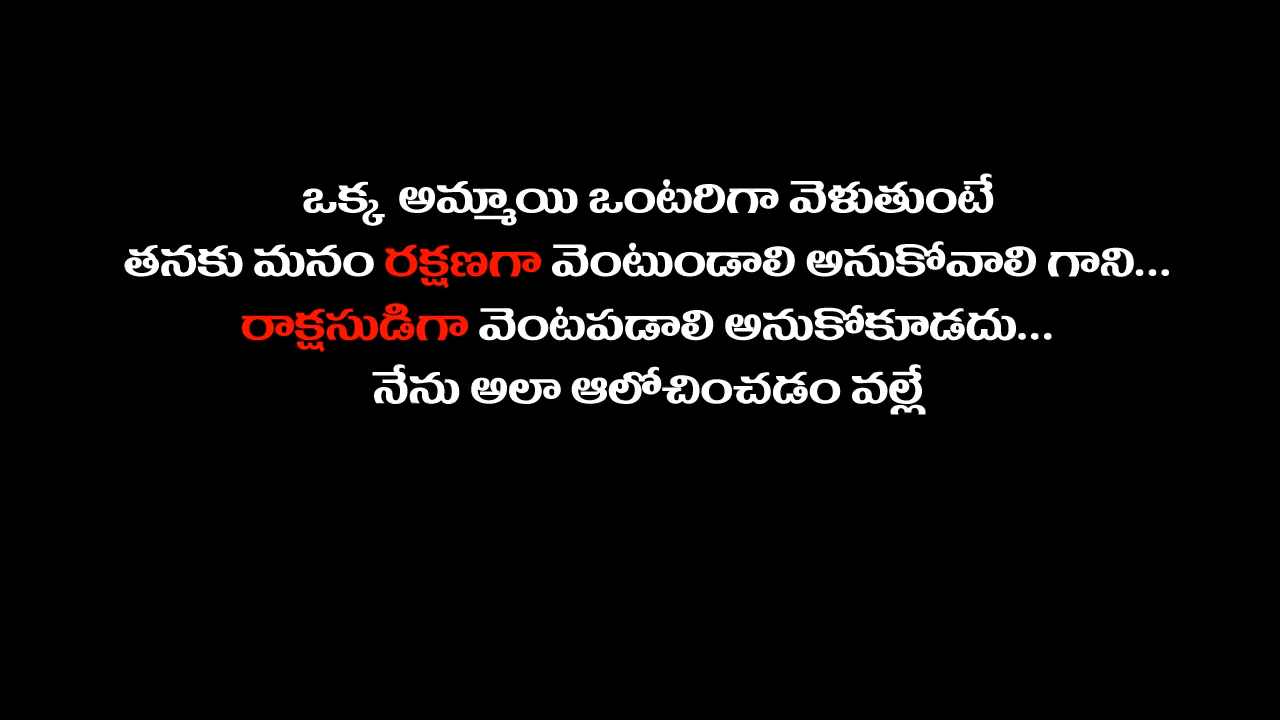 ఒక్క అమ్మాయి ఒంటరిగా వెళుతుంటే
తనకు మనం రక్షణగా వెంటుండాలి అనుకోవాలి గాని...
రాక్షసుడిగా వెంటపడాలి అనుకోకూడదు...
నేను అలా ఆలోచించడం వల్లే